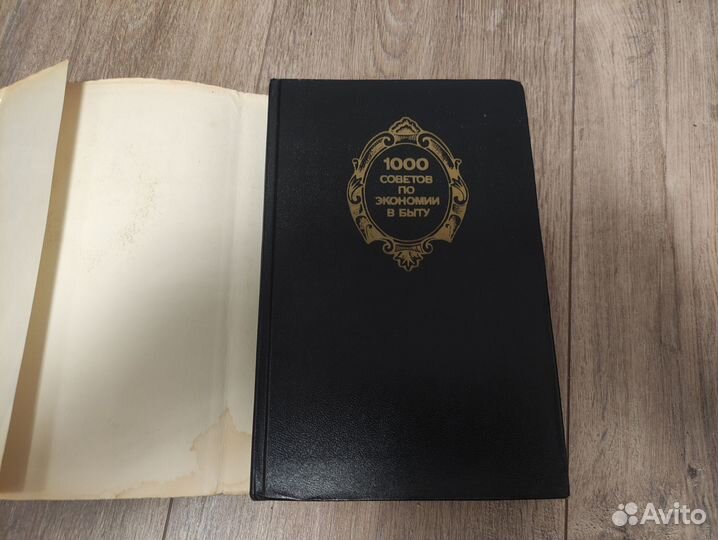 1000
СОВЕТОВ
ПО
ЭКОНОМИИ
В БЫТУ
Avito